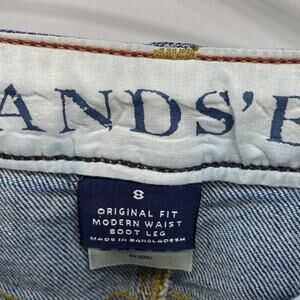 ANDS'E
8
ORIGINAL FIT
MODERN WAIST
BOOT LEG
MADE IN BANGLADESH